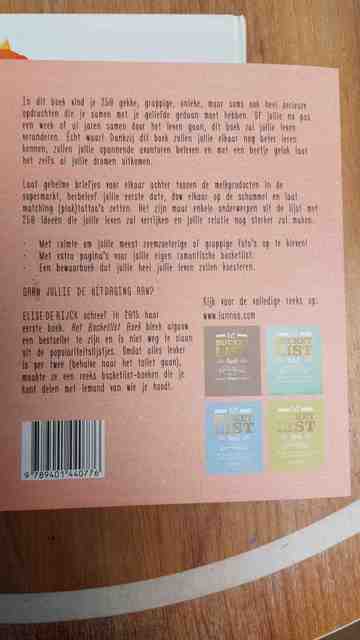 In dit boek vind je 250 gekke, grappige, unieke, maar soms ook heel serieuze
opdrachten die je samen met je geliefde gedaan moet hebben. Of jullie nu pas
een week of al jaren samen door het leven gaan, dit boek zal jullie leven
veranderen. Echt waar! Dankzij dit boek zullen jullie elkaar nog beter leren
kennen, zullen jullie spannende avonturen beleven en met een beetje geluk laat
het zelfs al jullie dromen uitkomen.
Laat geheime briefjes voor elkaar achter tussen de melkproducten in de
supermarkt, herbeleef jullie eerste date, duw elkaar op de schommel en laat
matching (plak)tattoo's zetten. Het zijn maar enkele onderwerpen uit de lijst met
250 ideeën die jullie leven zal verrijken en jullie relatie nog sterker zal maken.
- Met ruimte om jullie meest zeemzoeterige of grappige foto's op te kleven!
- Met extra pagina's voor jullie eigen romantische bucketlist.
- Een bewaarboek dat jullie heel jullie leven zullen koesteren.
GAAN JULLIE DE UITDAGING AAN?
ELISE DE RIJCK schreef in 2015 haar
eerste boek. Het Bucketlist Boek bleek algauw
een bestseller te zijn en is niet weg te slaan
uit de populariteitslijstjes. Omdat alles leuker
is per twee (behalve naar het toilet gaan),
maakte ze een reeks bucketlist-boeken die je
kunt delen met iemand van wie je houdt.
Kijk voor de volledige reeks op:
www.lannoo.com
BUCKET
LIST
BUCKET
LIST
BUCKET
LIST
BUCKET
LIST
9 789401 440776